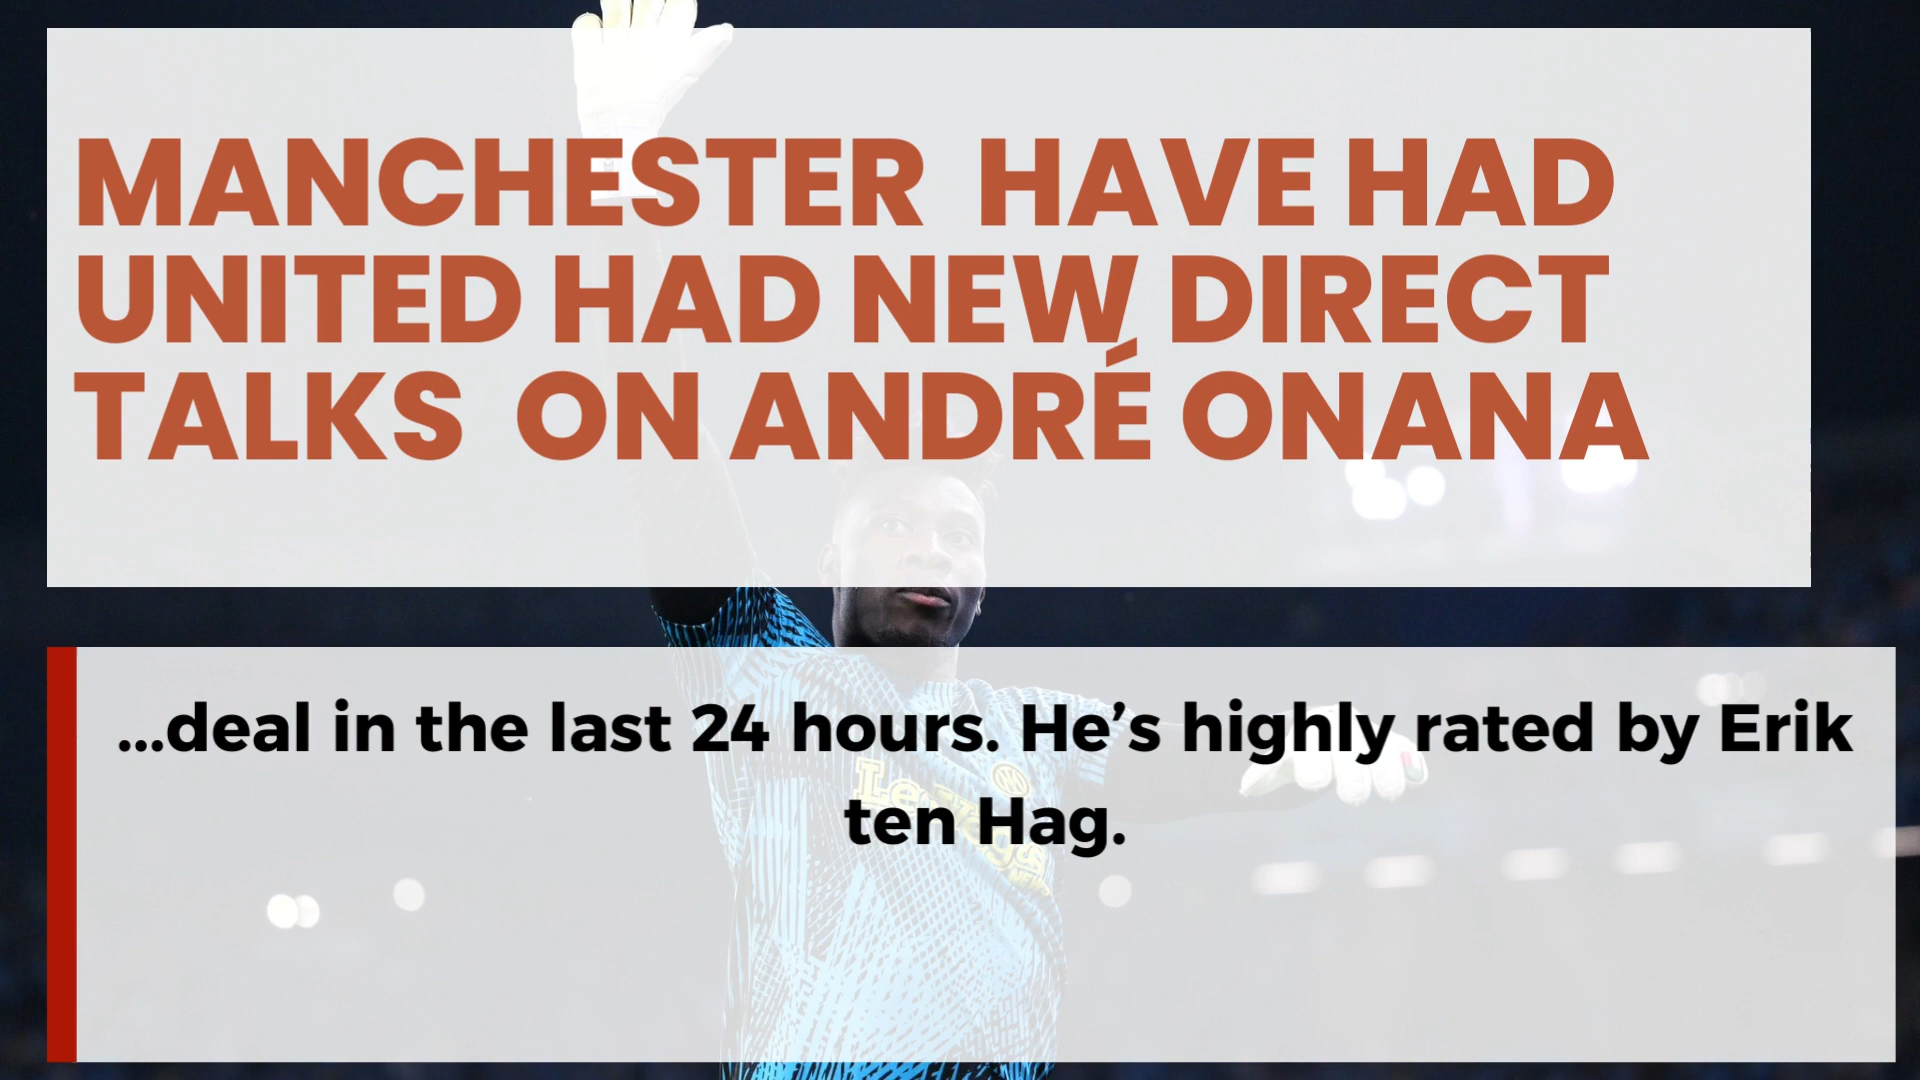 MANCHESTER HAVE HAD
UNITED HAD NEW DIRECT
TALKS ON ANDRÉ ONANA
...deal in the last 24 hours. He’s highly rated by Erik
ten Hag.